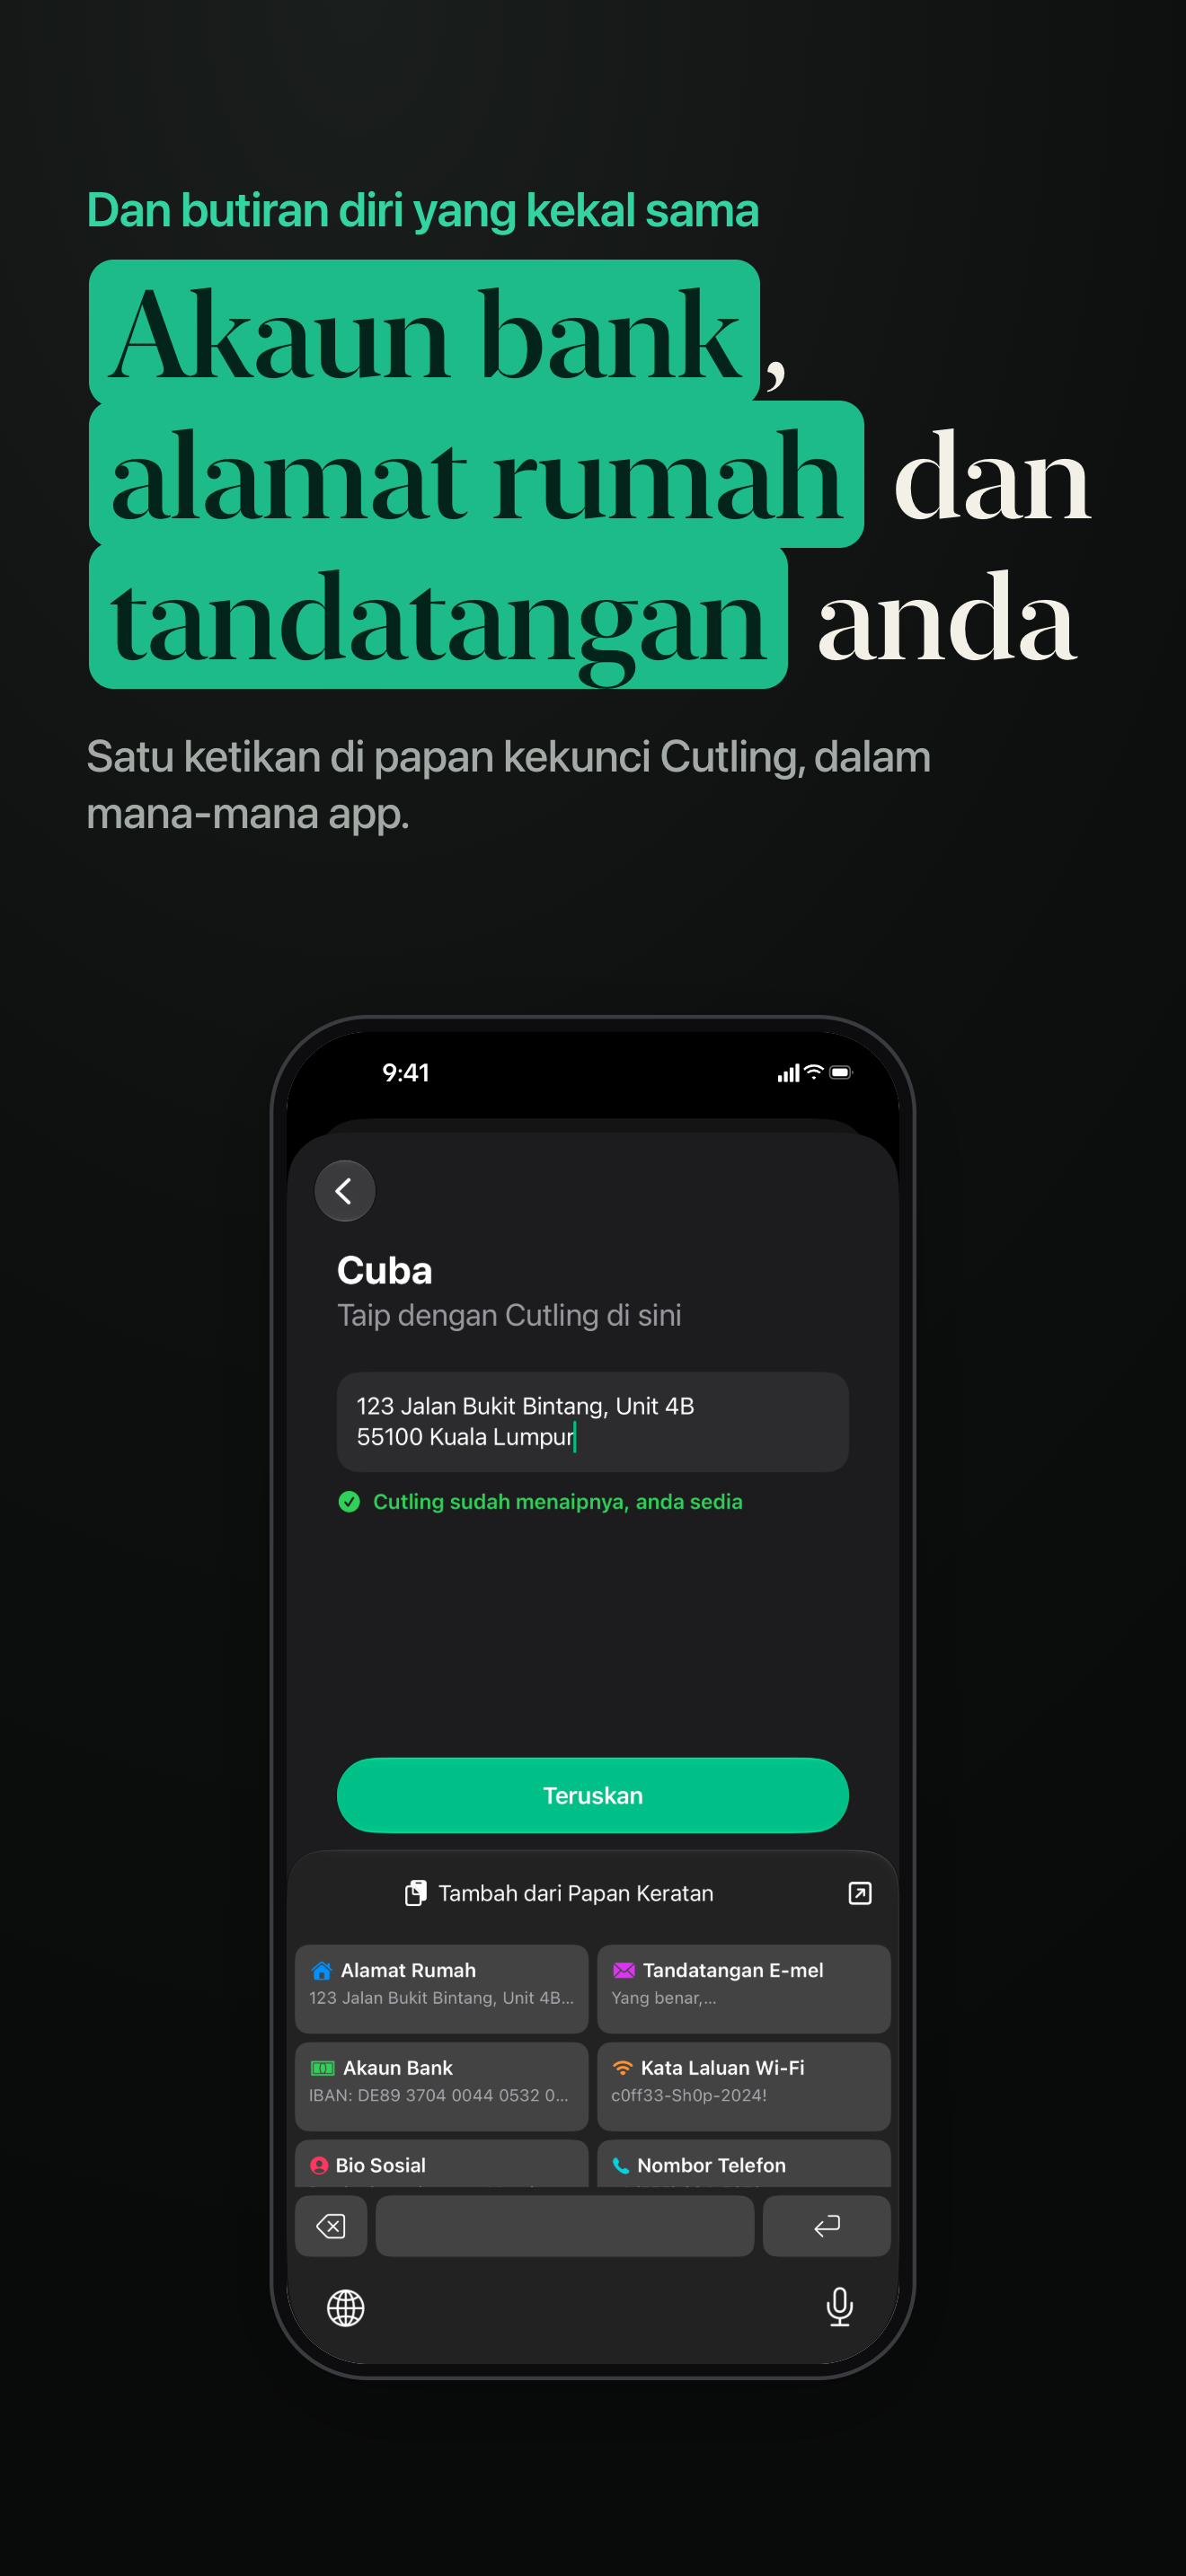 Dan butiran diri yang kekal sama
Akaun bank,
alamat rumah dan
tandatangan anda
Satu ketikan di papan kekunci Cutling, dalam
mana-mana app.
9:41
Cuba
Taip dengan Cutling di sini
123 Jalan Bukit Bintang, Unit 4B
55100 Kuala Lumpur
Cutling sudah menaipnya, anda sedia
Teruskan
Tambah dari Papan Keratan
Alamat Rumah
123 Jalan Bukit Bintang, Unit 4B...
Tandatangan E-mel
Yang benar,...
Akaun Bank
IBAN: DE89 3704 0044 0532 0...
Kata Laluan Wi-Fi
c0ff33-Sh0p-2024!
Bio Sosial
Nombor Telefon